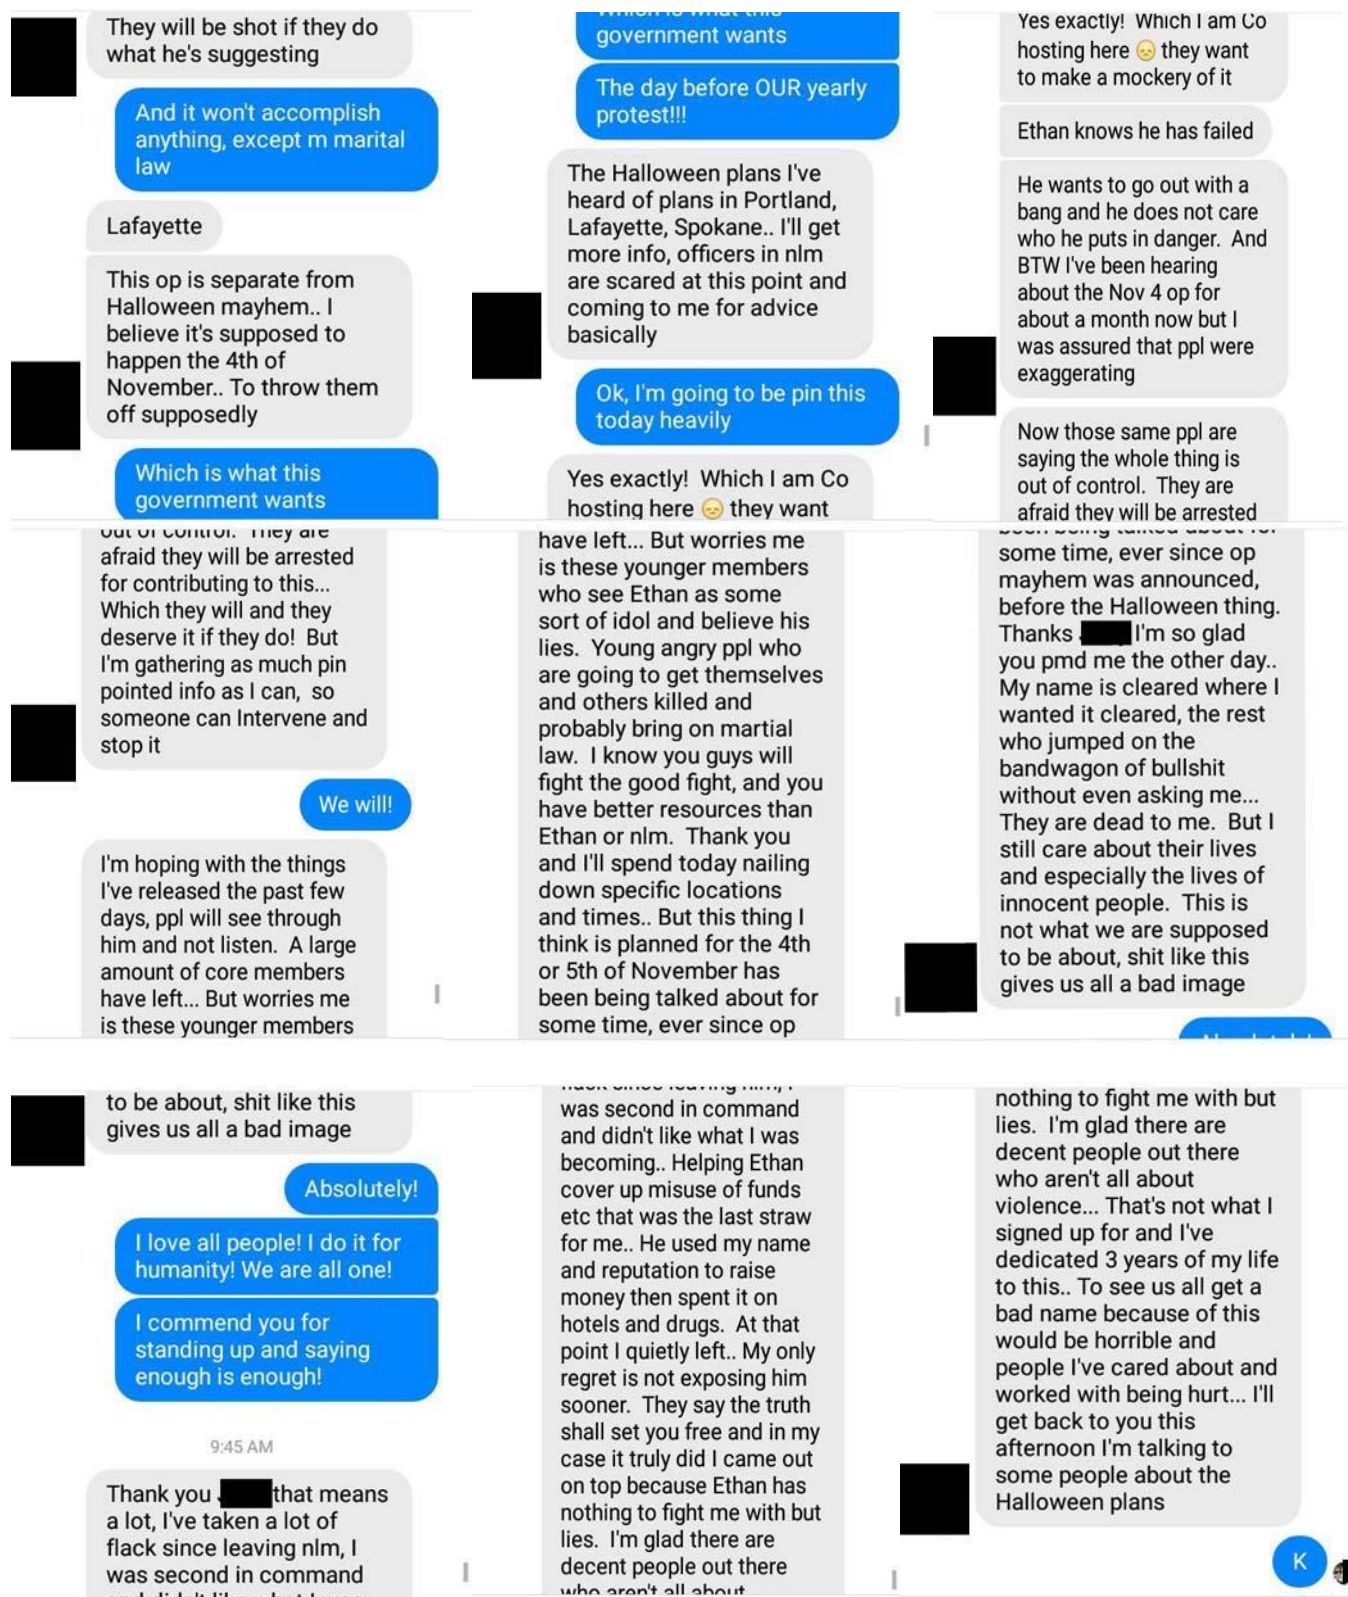 They will be shot if they do
what he's suggesting
And it won't accomplish
anything, except m marital
law
Lafayette
This op is separate from
Halloween mayhem.. I
believe it's supposed to
happen the 4th of
November.. To throw them
off supposedly
Which is what this
government wants
Which is what this
government wants
The day before OUR yearly
protest!!!
The Halloween plans I've
heard of plans in Portland,
Lafayette, Spokane.. I'll get
more info, officers in nlm
are scared at this point and
coming to me for advice
basically
Ok, I'm going to be pin this
today heavily
Yes exactly!  Which I am Co
hosting here 😞 they want
Yes exactly!  Which I am Co
hosting here 😞 they want
to make a mockery of it
Ethan knows he has failed
He wants to go out with a
bang and he does not care
who he puts in danger.  And
BTW I've been hearing
about the Nov 4 op for
about a month now but I
was assured that ppl were
exaggerating
Now those same ppl are
saying the whole thing is
out of control.  They are
afraid they will be arrested
out of control.  They are
afraid they will be arrested
for contributing to this...
Which they will and they
deserve it if they do!  But
I'm gathering as much pin
pointed info as I can,  so
someone can Intervene and
stop it
We will!
I'm hoping with the things
I've released the past few
days, ppl will see through
him and not listen.  A large
amount of core members
have left... But worries me
is these younger members
have left... But worries me
is these younger members
who see Ethan as some
sort of idol and believe his
lies.  Young angry ppl who
are going to get themselves
and others killed and
probably bring on martial
law.  I know you guys will
fight the good fight, and you
have better resources than
Ethan or nlm.  Thank you
and I'll spend today nailing
down specific locations
and times.. But this thing I
think is planned for the 4th
or 5th of November has
been being talked about for
some time, ever since op
been being talked about for
some time, ever since op
mayhem was announced,
before the Halloween thing.
Thanks I'm so glad
you pmd me the other day..
My name is cleared where I
wanted it cleared, the rest
who jumped on the
bandwagon of bullshit
without even asking me...
They are dead to me.  But I
still care about their lives
and especially the lives of
innocent people.  This is
not what we are supposed
to be about, shit like this
gives us all a bad image
to be about, shit like this
gives us all a bad image
Absolutely!
I love all people! I do it for
humanity! We are all one!
I commend you for
standing up and saying
enough is enough!
9:45 AM
Thank you that means
a lot, I've taken a lot of
flack since leaving nlm, I
was second in command
flack since leaving nlm, I
was second in command
and didn't like what I was
becoming.. Helping Ethan
cover up misuse of funds
etc that was the last straw
for me.. He used my name
and reputation to raise
money then spent it on
hotels and drugs.  At that
point I quietly left.. My only
regret is not exposing him
sooner.  They say the truth
shall set you free and in my
case it truly did I came out
on top because Ethan has
nothing to fight me with but
lies.  I'm glad there are
decent people out there
who aren't all about
nothing to fight me with but
lies.  I'm glad there are
decent people out there
who aren't all about
violence... That's not what I
signed up for and I've
dedicated 3 years of my life
to this.. To see us all get a
bad name because of this
would be horrible and
people I've cared about and
worked with being hurt... I'll
get back to you this
afternoon I'm talking to
some people about the
Halloween plans
K